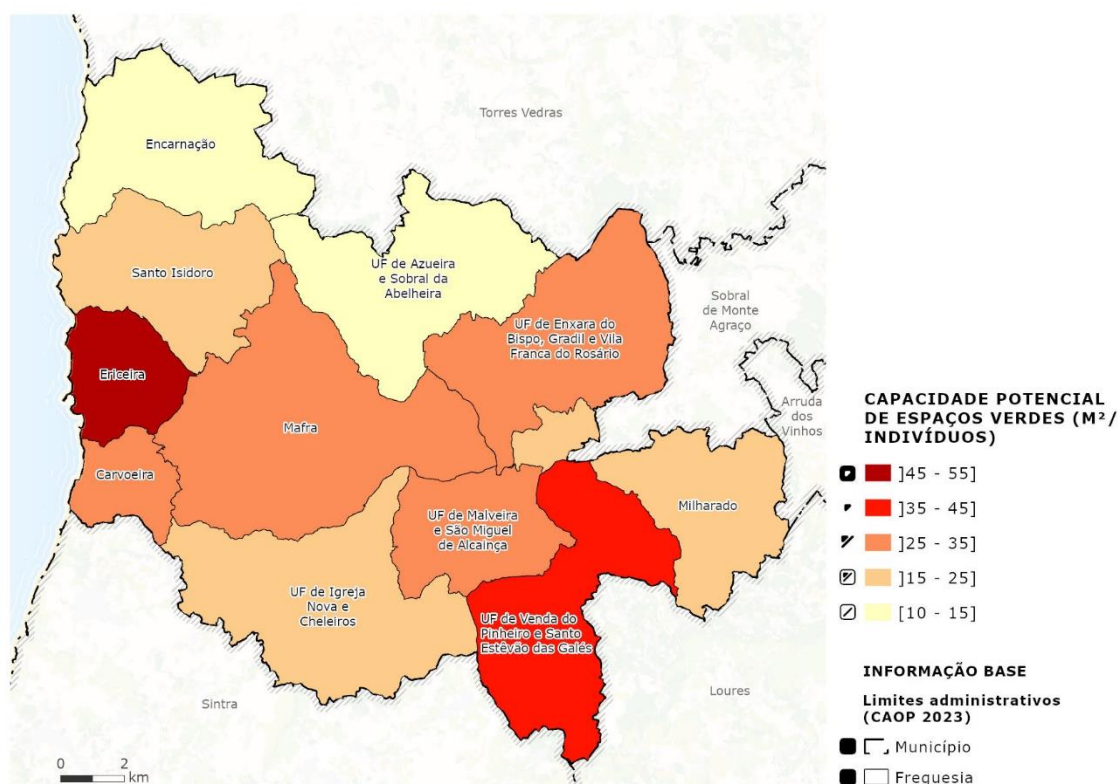 Torres Vedras
Encarnação
Santo Isidoro
UF de Azueira
e Sobral da
Abelheira
Sobral
de Monte
Agraço
UF de Enxara do
Bispo, Gradil e Vila
Franca do Rosário
Ericeira
Arruda
dos
Vinhos
Mafra
Carvoeira
Milharado
UF de Malveira
e São Miguel
de Alcainça
UF de Igreja
Nova e
Cheleiros
UF de Venda do
Pinheiro e Santo
Estêvão das Galés
Loures
Sintra
0 2
km
CAPACIDADE POTENCIAL
DE ESPAÇOS VERDES (M²/
INDIVÍDUOS)
]45 - 55]
]35 - 45]
]25 - 35]
]15 - 25]
[10 - 15]
INFORMAÇÃO BASE
Limites administrativos
(CAOP 2023)
Município
Freguesia